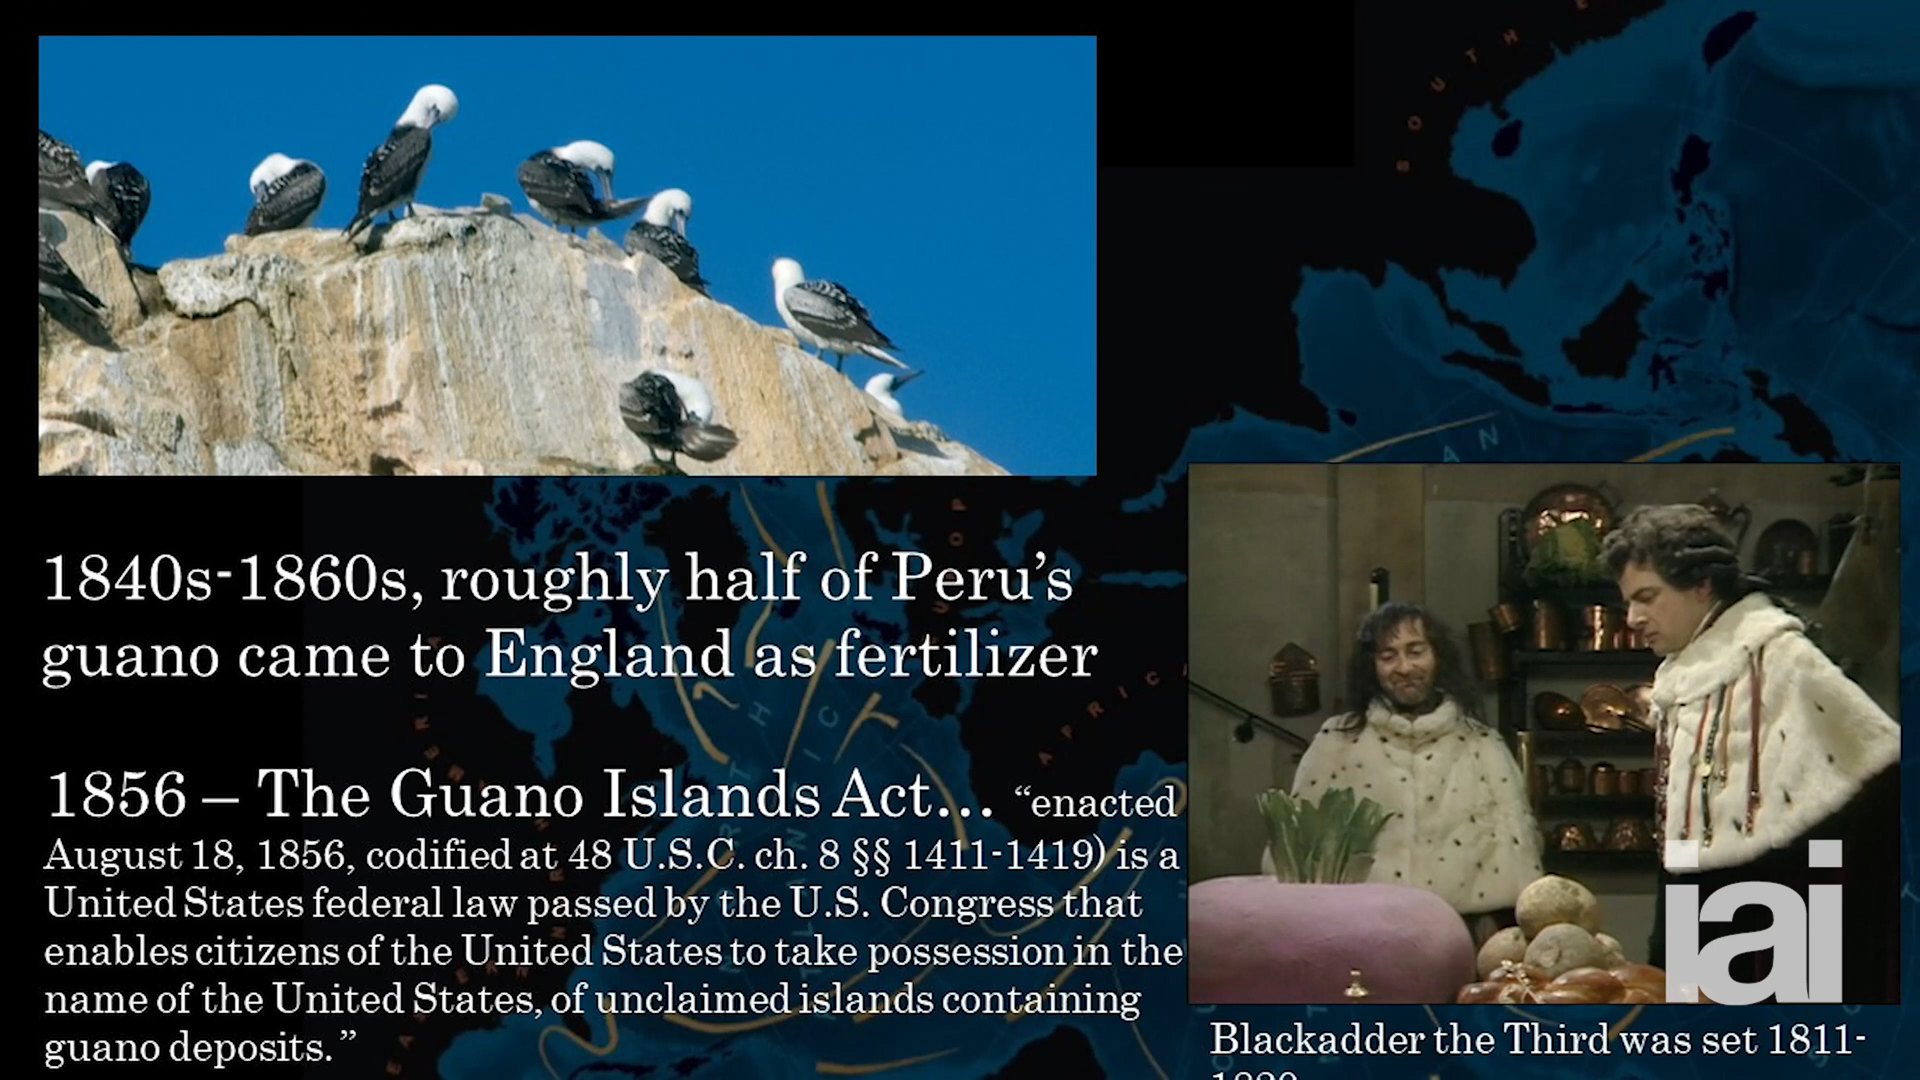 1840s-1860s, roughly half of Peru’s
guano came to England as fertilizer
1856 – The Guano Islands Act… “enacted
August 18, 1856, codified at 48 U.S.C. ch. 8 §§ 1411-1419) is a
United States federal law passed by the U.S. Congress that
enables citizens of the United States to take possession in the
name of the United States, of unclaimed islands containing
guano deposits.”
iai
Blackadder the Third was set 1811-